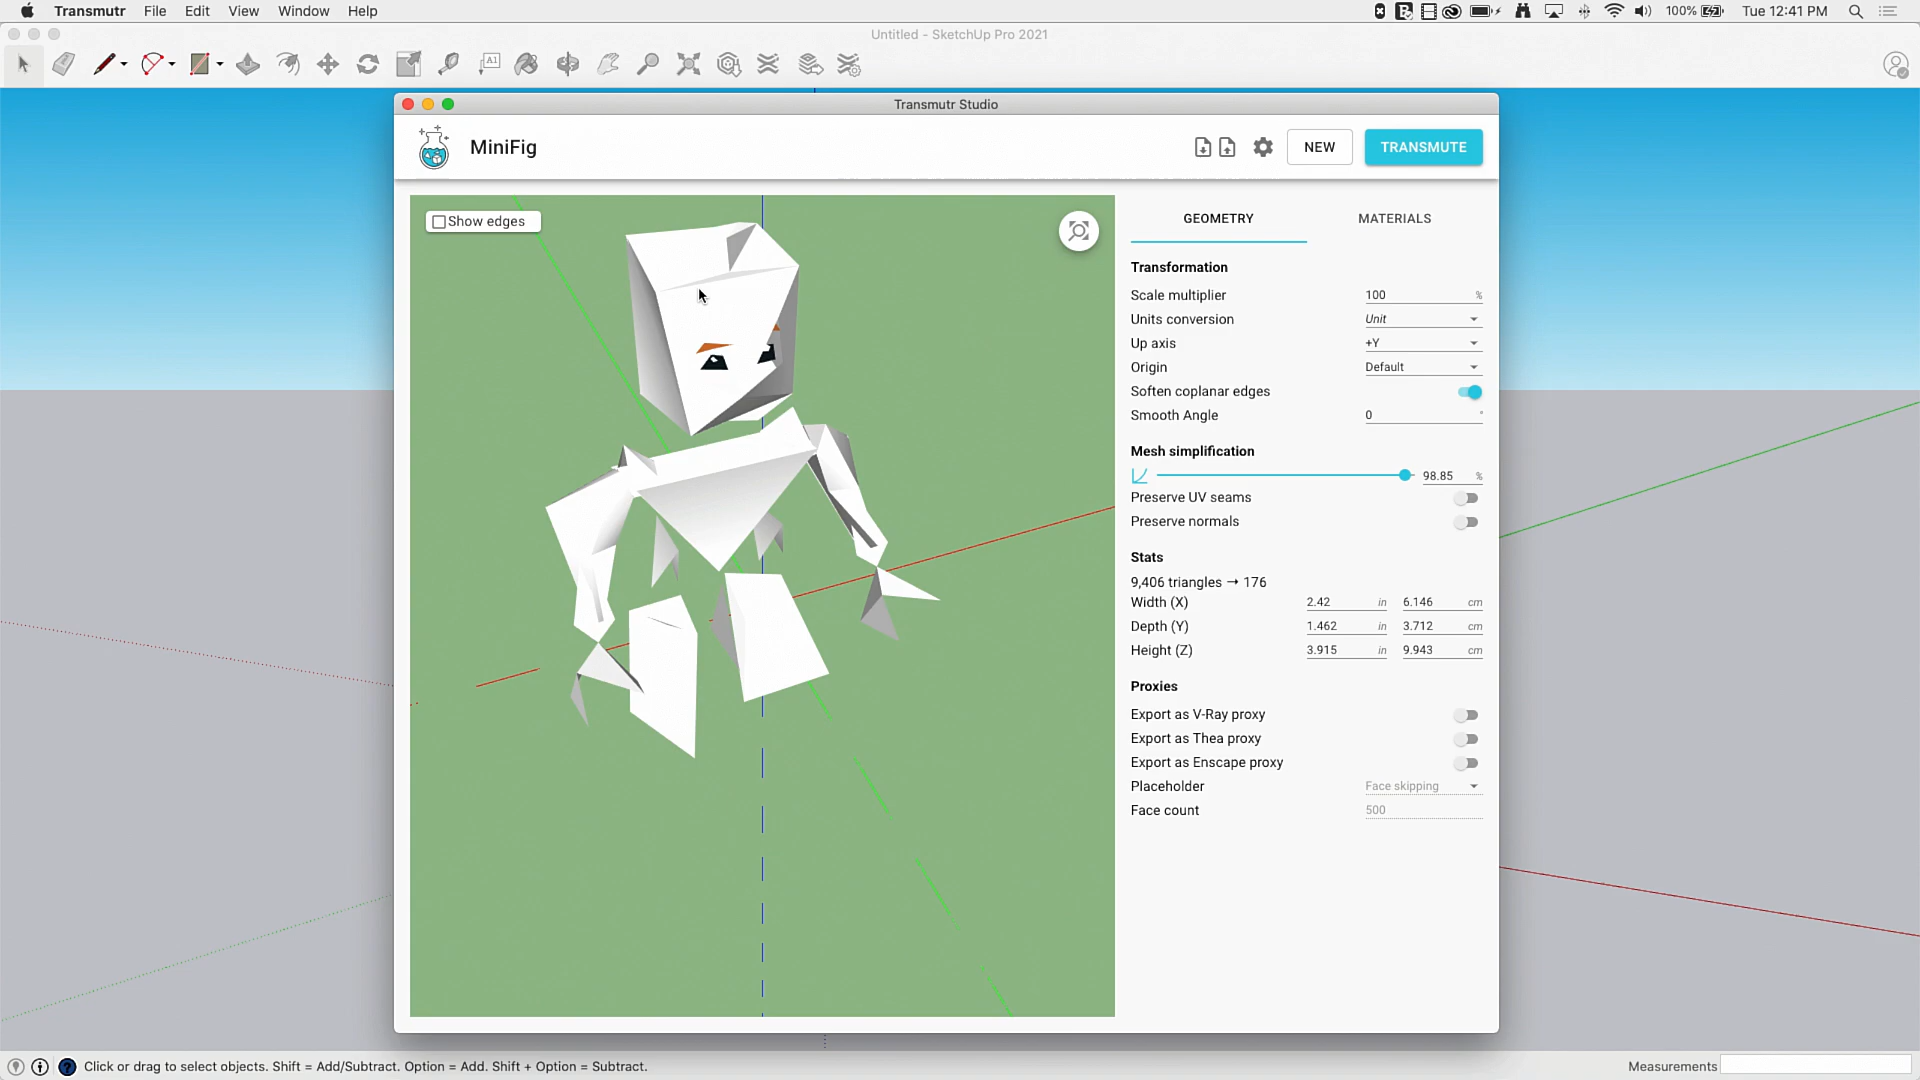 Transmutr File Edit View Window Help 100% Tue 12:41 PM
Untitled - SketchUp Pro 2021
A1
Transmutr Studio
MiniFig NEW TRANSMUTE
Show edges
GEOMETRY MATERIALS
Transformation
Scale multiplier 100 %
Units conversion Unit
Up axis +Y
Origin Default
Soften coplanar edges
Smooth Angle 0 °
Mesh simplification
98.85 %
Preserve UV seams
Preserve normals
Stats
9,406 triangles → 176
Width (X) 2.42 in 6.146 cm
Depth (Y) 1.462 in 3.712 cm
Height (Z) 3.915 in 9.943 cm
Proxies
Export as V-Ray proxy
Export as Thea proxy
Export as Enscape proxy
Placeholder Face skipping
Face count 500
Click or drag to select objects. Shift = Add/Subtract. Option = Add. Shift + Option = Subtract. Measurements